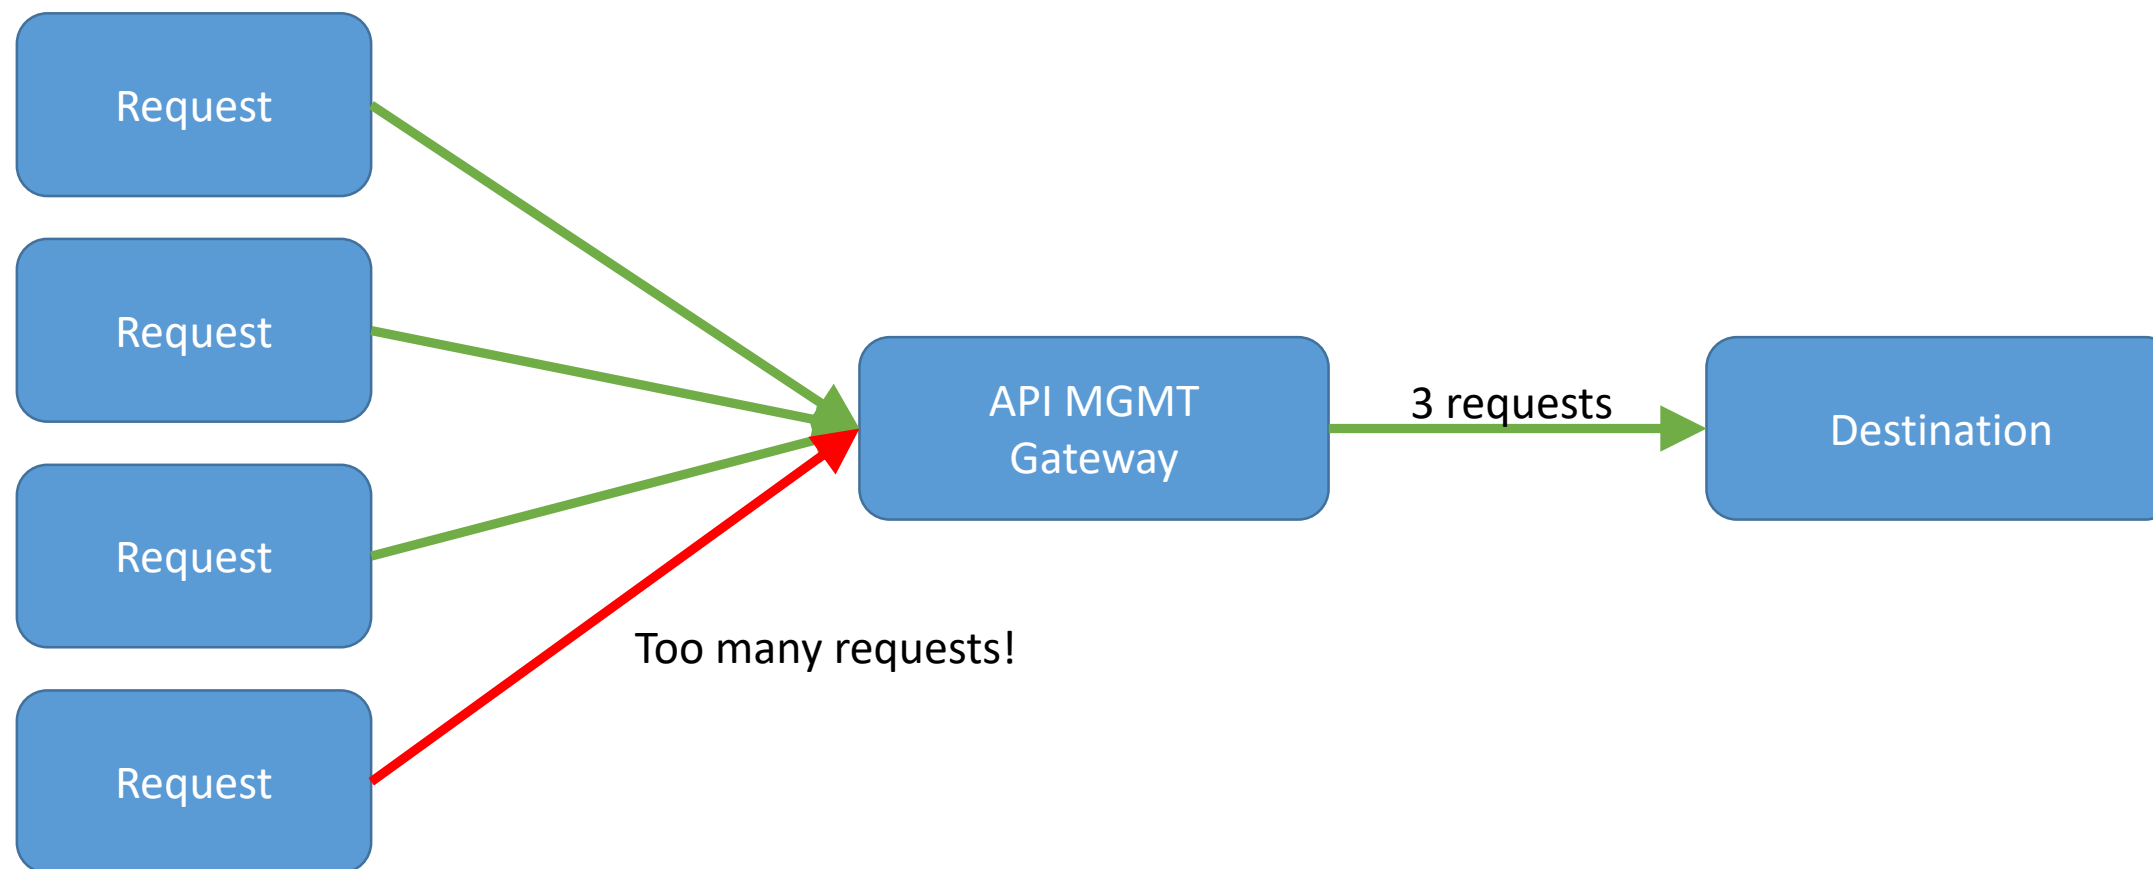 Request
Request
API MGMT
Gateway
3 requests
Destination
Request
Too many requests!
Request